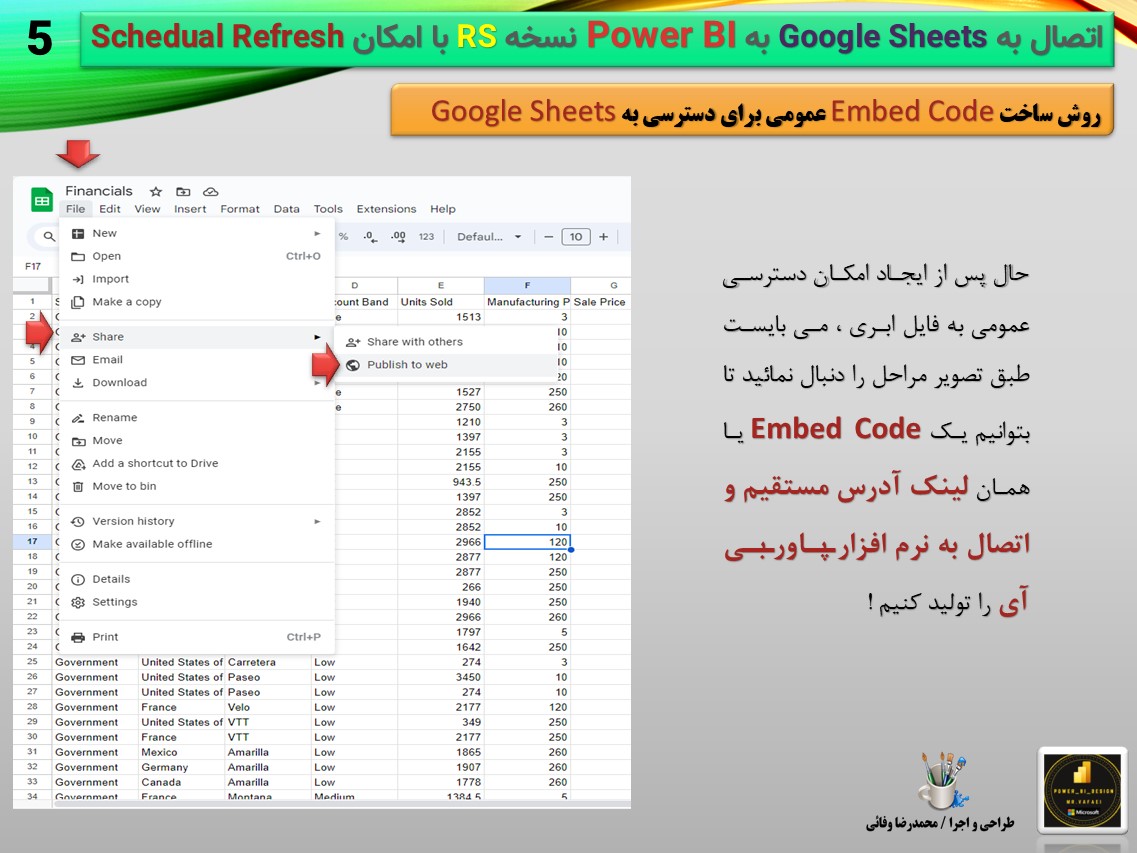 5
اتصال به Google Sheets به Power BI نسخه RS با امکان Schedual Refresh
روش ساخت Embed Code عمومی برای دسترسی به Google Sheets
حال پس از ایجاد امکان دسترسی
عمومی به فایل ابری ، می بایست
طبق تصویر مراحل را دنبال نمائید تا
بتوانیم یک Embed Code یا
همان لینک آدرس مستقیم و
اتصال به نرم افزار پاور بی
آی را تولید کنیم !
Financials
File Edit View Insert Format Data Tools Extensions Help
% .0 .00 123 Defaul... − 10 +
F17
New
Open Ctrl+O
Import
Make a copy
Share
Email
Download
Rename
Move
Add a shortcut to Drive
Move to bin
Version history
Make available offline
Details
Settings
Print Ctrl+P
Share with others
Publish to web
D E F G
1 S ount Band Units Sold Manufacturing P Sale Price
2 G e 1513 3
10
4 10
5 10
6 20
7 e 1527 250
8 e 2750 260
9 1210 3
10 1397 3
11 2155 3
12 2155 10
13 943.5 250
14 1397 250
15 2852 3
16 2852 10
17 2966 120
18 2877 120
19 2877 250
20 266 250
21 1940 250
22 2966 260
23 1797 5
24 1642 250
25 Government United States of Carretera Low 274 3
26 Government United States of Paseo Low 3450 10
27 Government United States of Paseo Low 274 10
28 Government France Velo Low 2177 120
29 Government United States of VTT Low 349 250
30 Government France VTT Low 2177 250
31 Government Mexico Amarilla Low 1865 260
32 Government Germany Amarilla Low 1907 260
33 Government Canada Amarilla Low 1778 260
34 Government France Montana Medium 1384.5 5
طراحی و اجرا / محمدرضا وفائی
POWER_BI_DESIGN
MR.VAFAEI
Microsoft